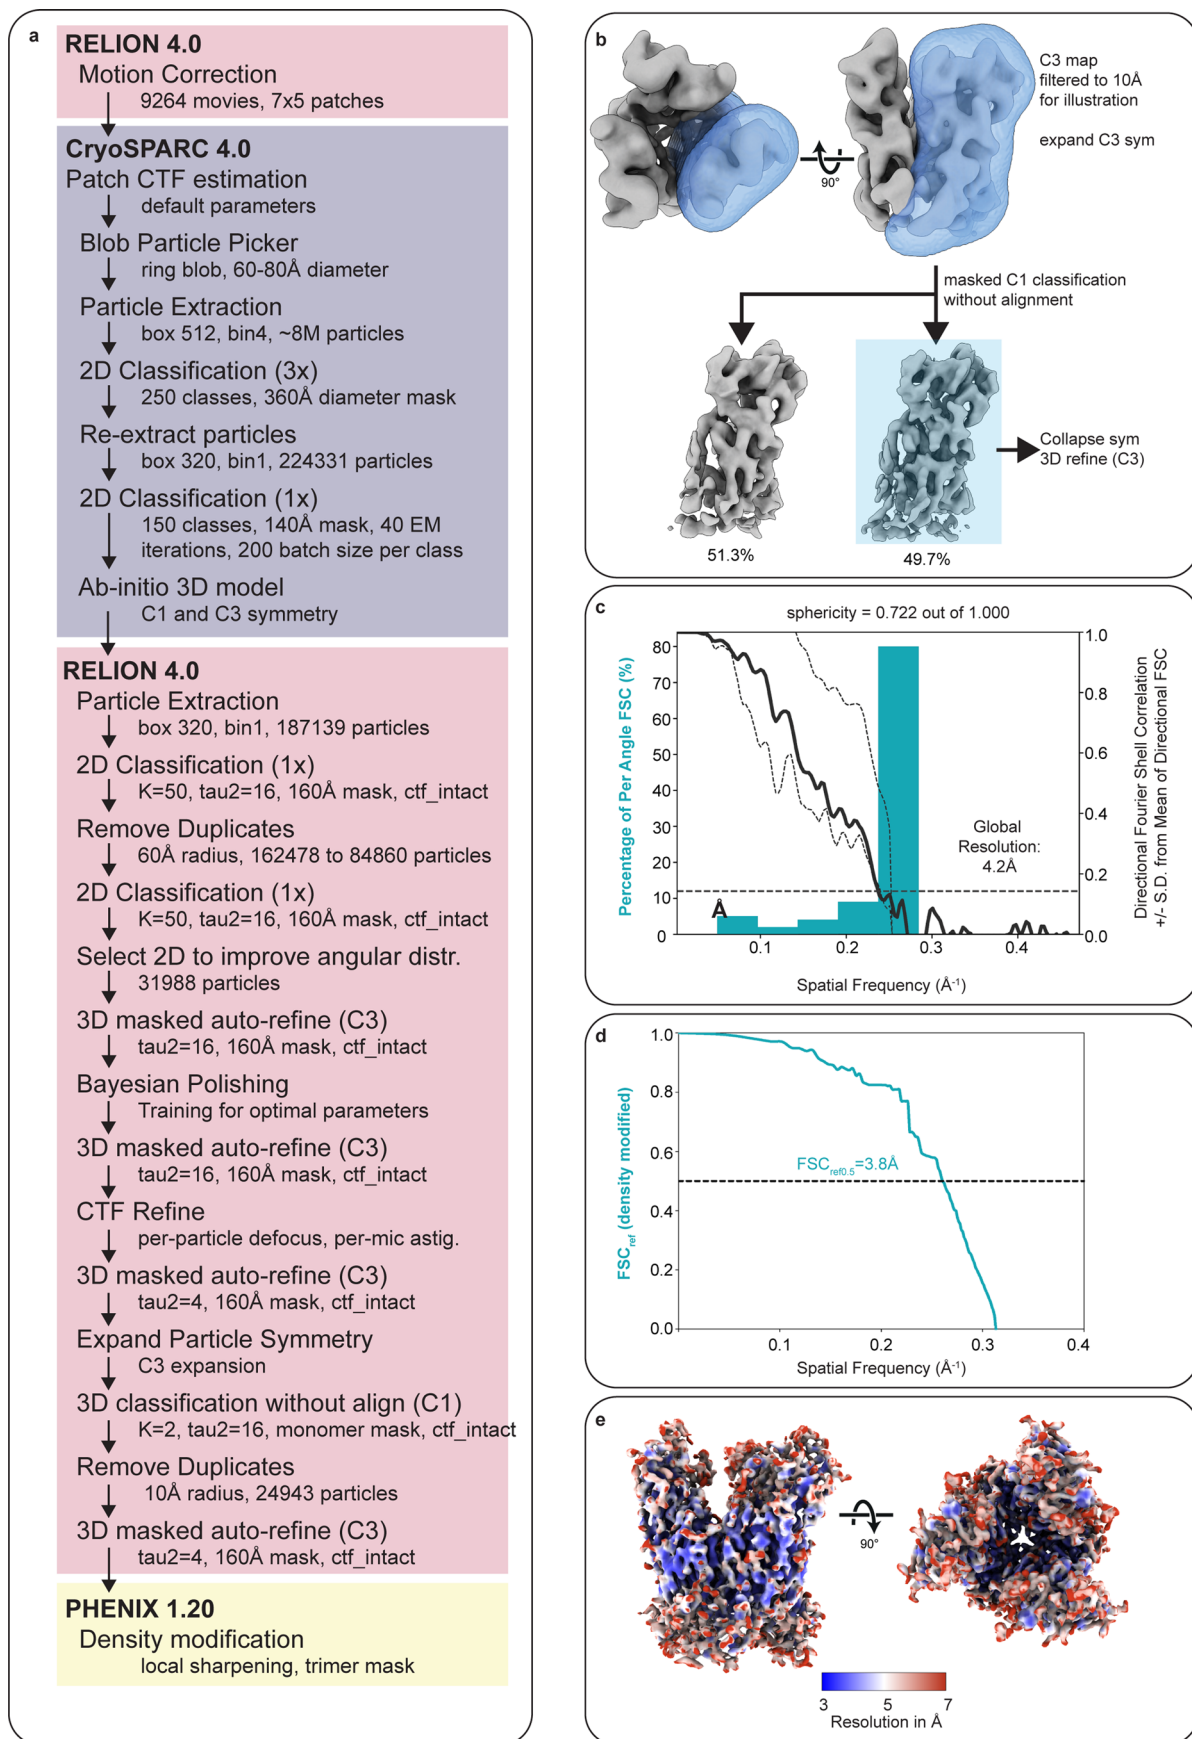 a
RELION 4.0
Motion Correction
9264 movies, 7x5 patches
CryoSPARC 4.0
Patch CTF estimation
default parameters
Blob Particle Picker
ring blob, 60-80Å diameter
Particle Extraction
box 512, bin4, ~8M particles
2D Classification (3x)
250 classes, 360Å diameter mask
Re-extract particles
box 320, bin1, 224331 particles
2D Classification (1x)
150 classes, 140Å mask, 40 EM
iterations, 200 batch size per class
Ab-initio 3D model
C1 and C3 symmetry
RELION 4.0
Particle Extraction
box 320, bin1, 187139 particles
2D Classification (1x)
K=50, tau2=16, 160Å mask, ctf_intact
Remove Duplicates
60Å radius, 162478 to 84860 particles
2D Classification (1x)
K=50, tau2=16, 160Å mask, ctf_intact
Select 2D to improve angular distr.
31988 particles
3D masked auto-refine (C3)
tau2=16, 160Å mask, ctf_intact
Bayesian Polishing
Training for optimal parameters
3D masked auto-refine (C3)
tau2=16, 160Å mask, ctf_intact
CTF Refine
per-particle defocus, per-mic astig.
3D masked auto-refine (C3)
tau2=4, 160Å mask, ctf_intact
Expand Particle Symmetry
C3 expansion
3D classification without align (C1)
K=2, tau2=16, monomer mask, ctf_intact
Remove Duplicates
10Å radius, 24943 particles
3D masked auto-refine (C3)
tau2=4, 160Å mask, ctf_intact
PHENIX 1.20
Density modification
local sharpening, trimer mask
b
C3 map
filtered to 10Å
for illustration
expand C3 sym
90°
masked C1 classification
without alignment
Collapse sym
3D refine (C3)
51.3%
49.7%
c
sphericity = 0.722 out of 1.000
Percentage of Per Angle FSC (%)
80
70
60
50
40
30
20
10
0
Å
0.1
0.2
0.3
0.4
Spatial Frequency (Å⁻¹)
Global
Resolution:
4.2Å
1.0
0.8
0.6
0.4
0.2
0.0
Directional Fourier Shell Correlation
+/- S.D. from Mean of Directional FSC
d
FSCref (density modified)
1.0
0.8
0.6
0.4
0.2
0.0
FSCref0.5=3.8Å
0.1
0.2
0.3
0.4
Spatial Frequency (Å⁻¹)
e
90°
3
5
7
Resolution in Å